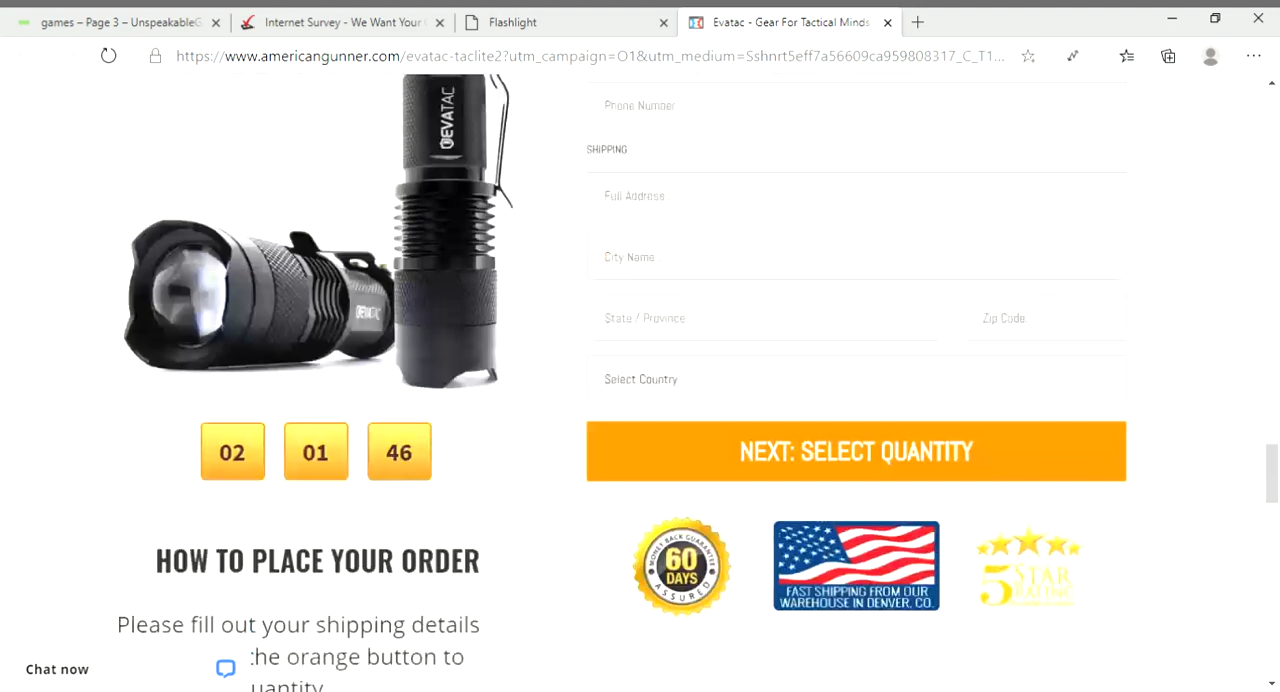 games – Page 3 – UnspeakableG
Internet Survey - We Want Your
Flashlight
Evatac - Gear For Tactical Minds
https://www.americangunner.com/evatac-taclite2?utm_campaign=O1&utm_medium=Sshnrt5eff7a56609ca959808317_C_T1...
EVATAC
Phone Number
SHIPPING
Full Address
City Name..
State / Province
Zip Code
Select Country
EVATAC
02 01 46
NEXT: SELECT QUANTITY
MONEY BACK GUARANTEE
60
DAYS
ASSURED
FAST SHIPPING FROM OUR
WAREHOUSE IN DENVER, CO.
5 STAR
HOW TO PLACE YOUR ORDER
Please fill out your shipping details
the orange button to
uantity
Chat now